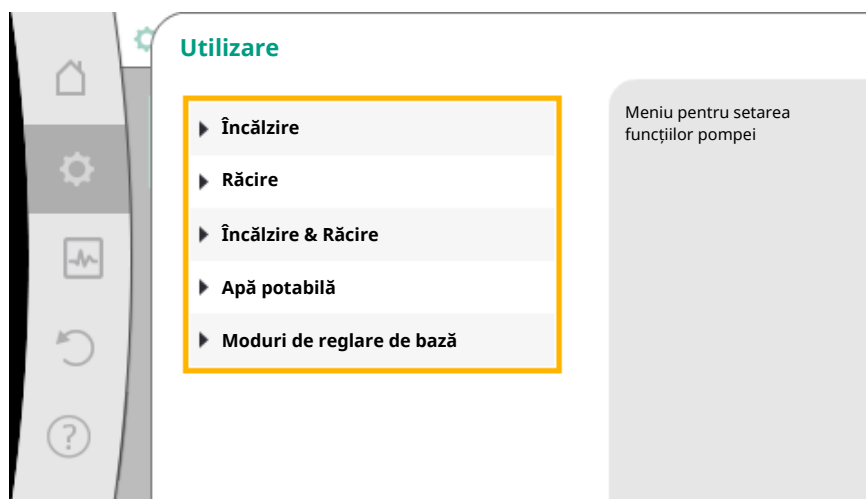 Utilizare
Încălzire
Răcire
Încălzire & Răcire
Apă potabilă
Moduri de reglare de bază
Meniu pentru setarea
funcțiilor pompei